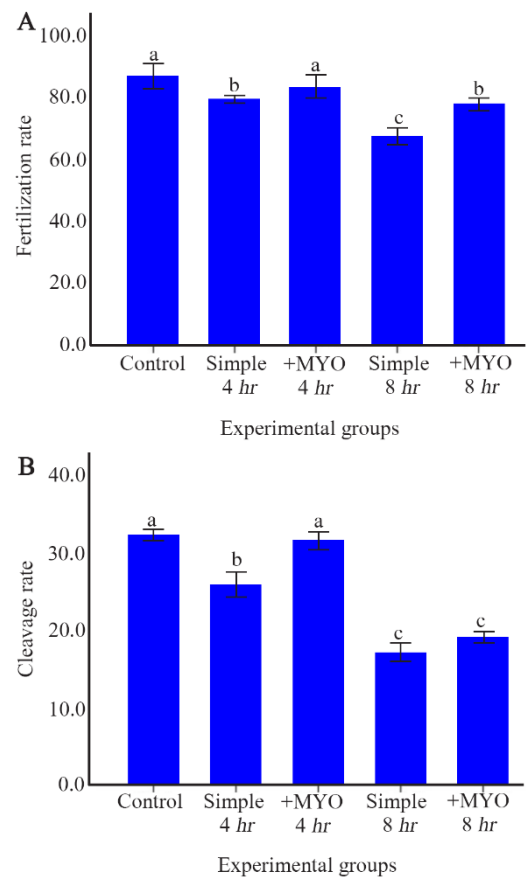 A
100.0
80.0
60.0
40.0
20.0
0.0
Fertilization rate
a
b
a
c
b
Control Simple +MYO Simple +MYO
4 hr 4 hr 8 hr 8 hr
Experimental groups
B
40.0
30.0
20.0
10.0
0.0
Cleavage rate
a
b
a
c
c
Control Simple +MYO Simple +MYO
4 hr 4 hr 8 hr 8 hr
Experimental groups